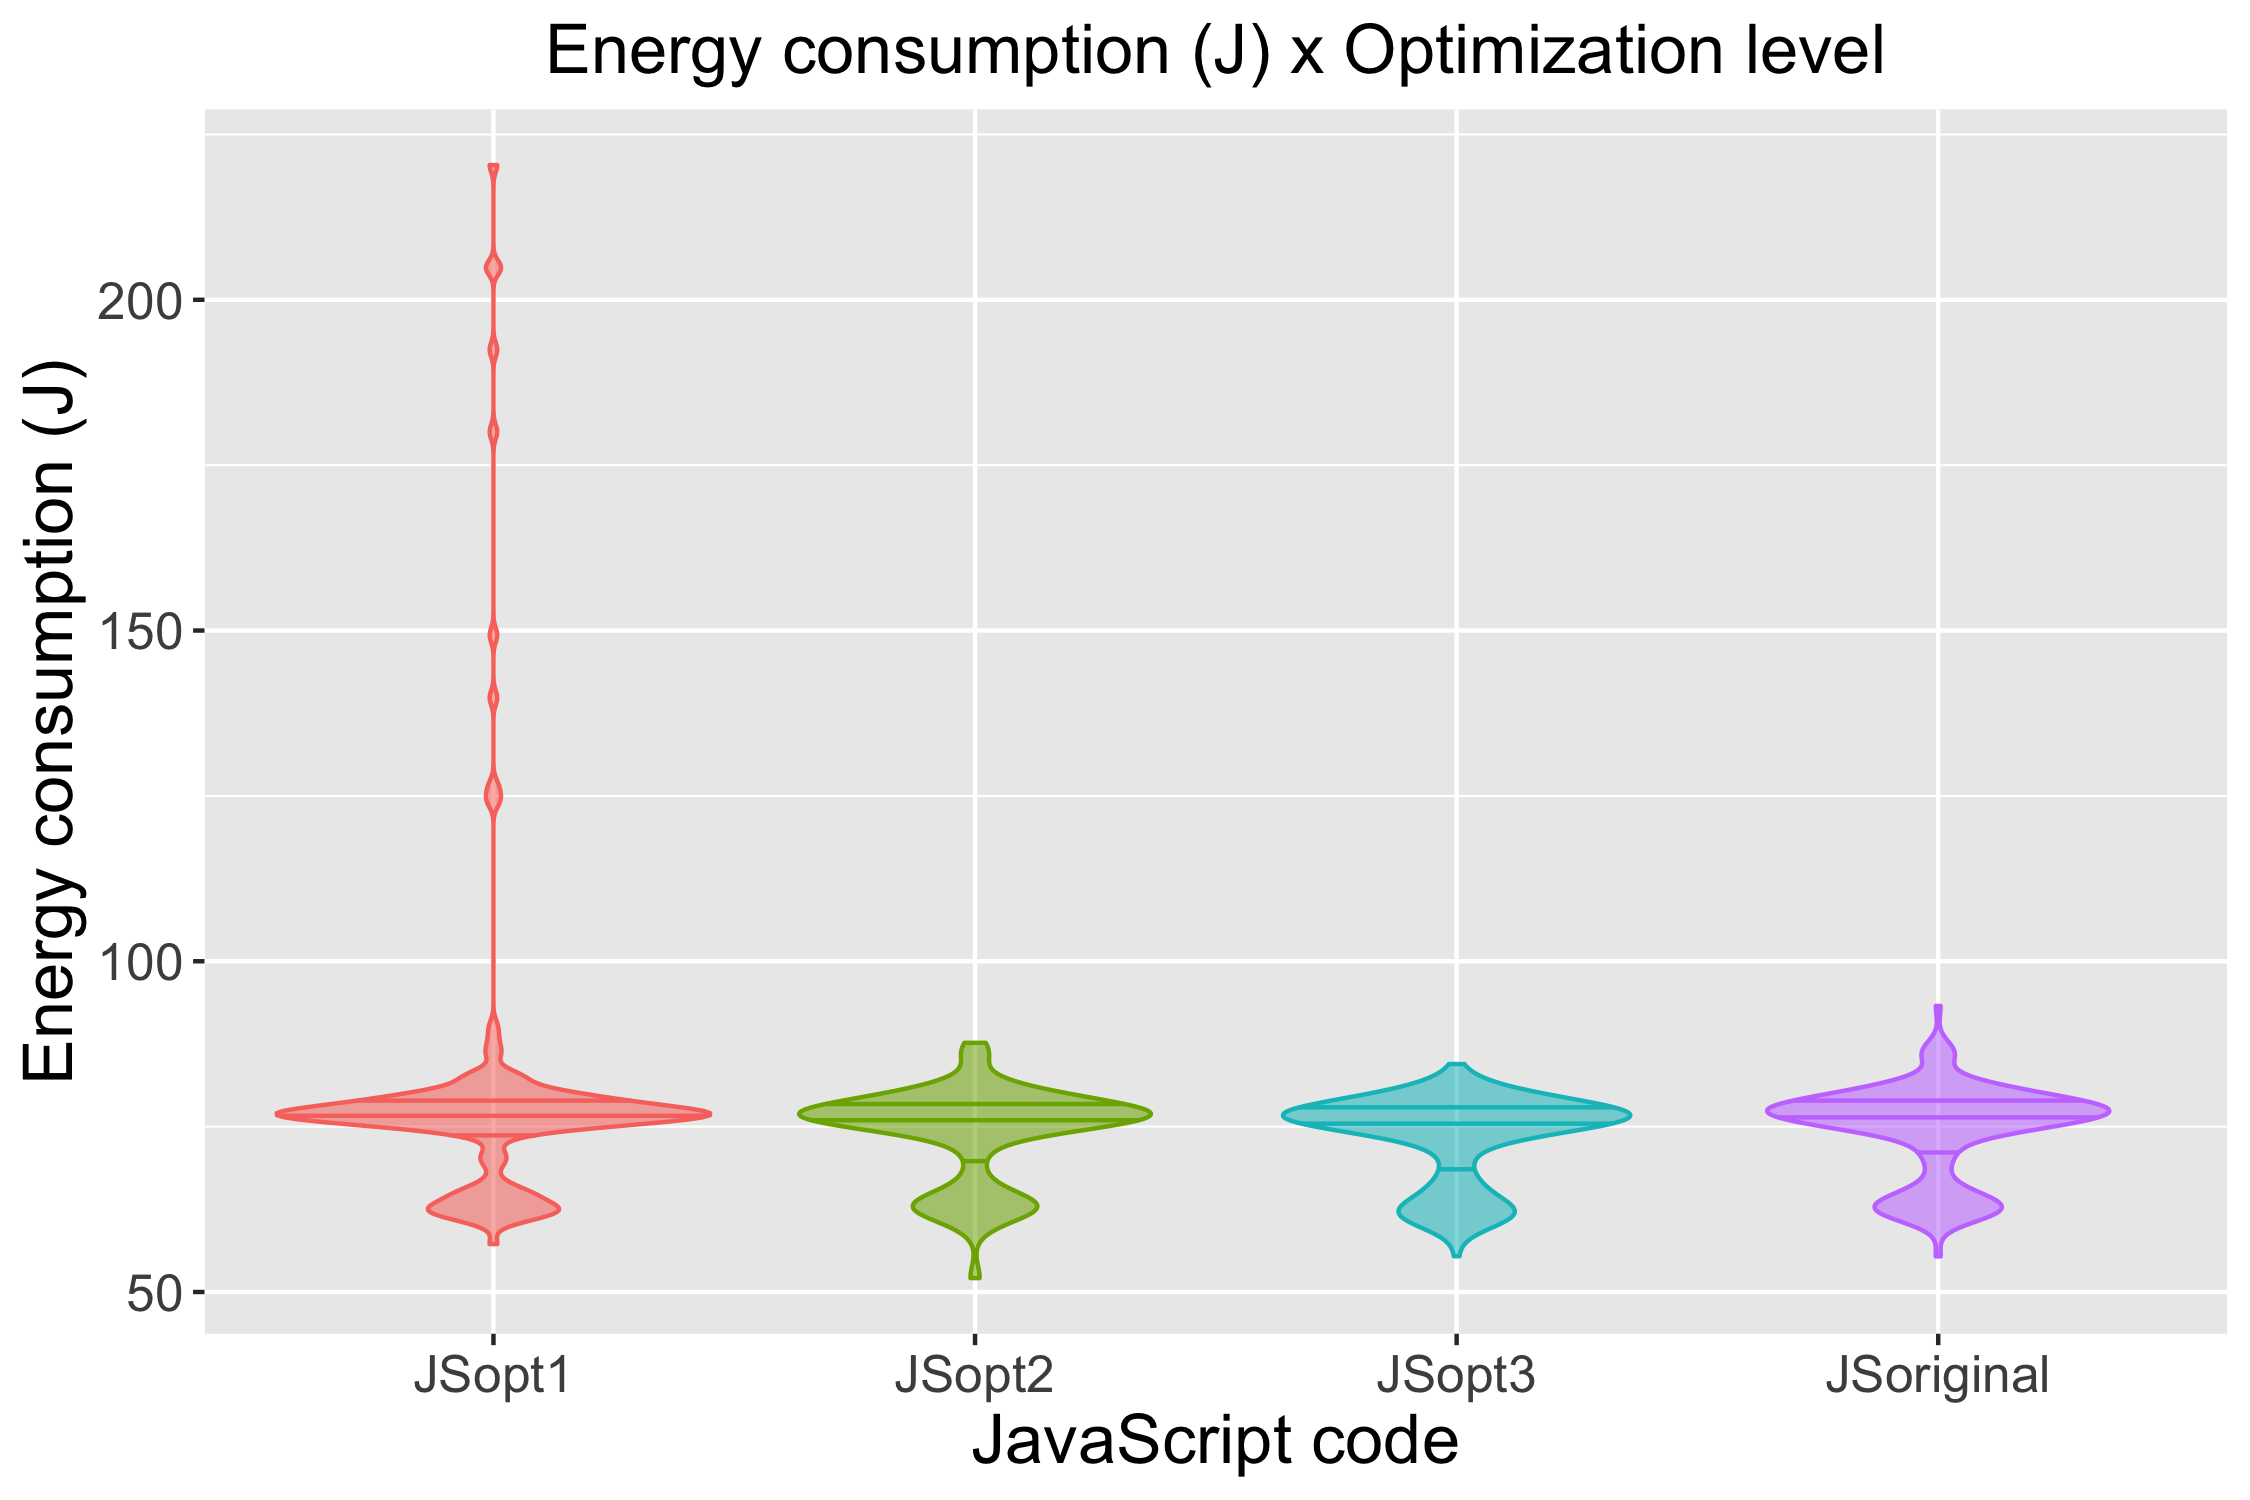 Energy consumption (J) x Optimization level
Energy consumption (J)
200
150
100
50
JSopt1 JSopt2 JSopt3 JSoriginal
JavaScript code